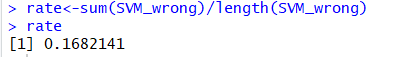 > rate<-sum(SVM_wrong)/length(SVM_wrong)
> rate
[1] 0.1682141